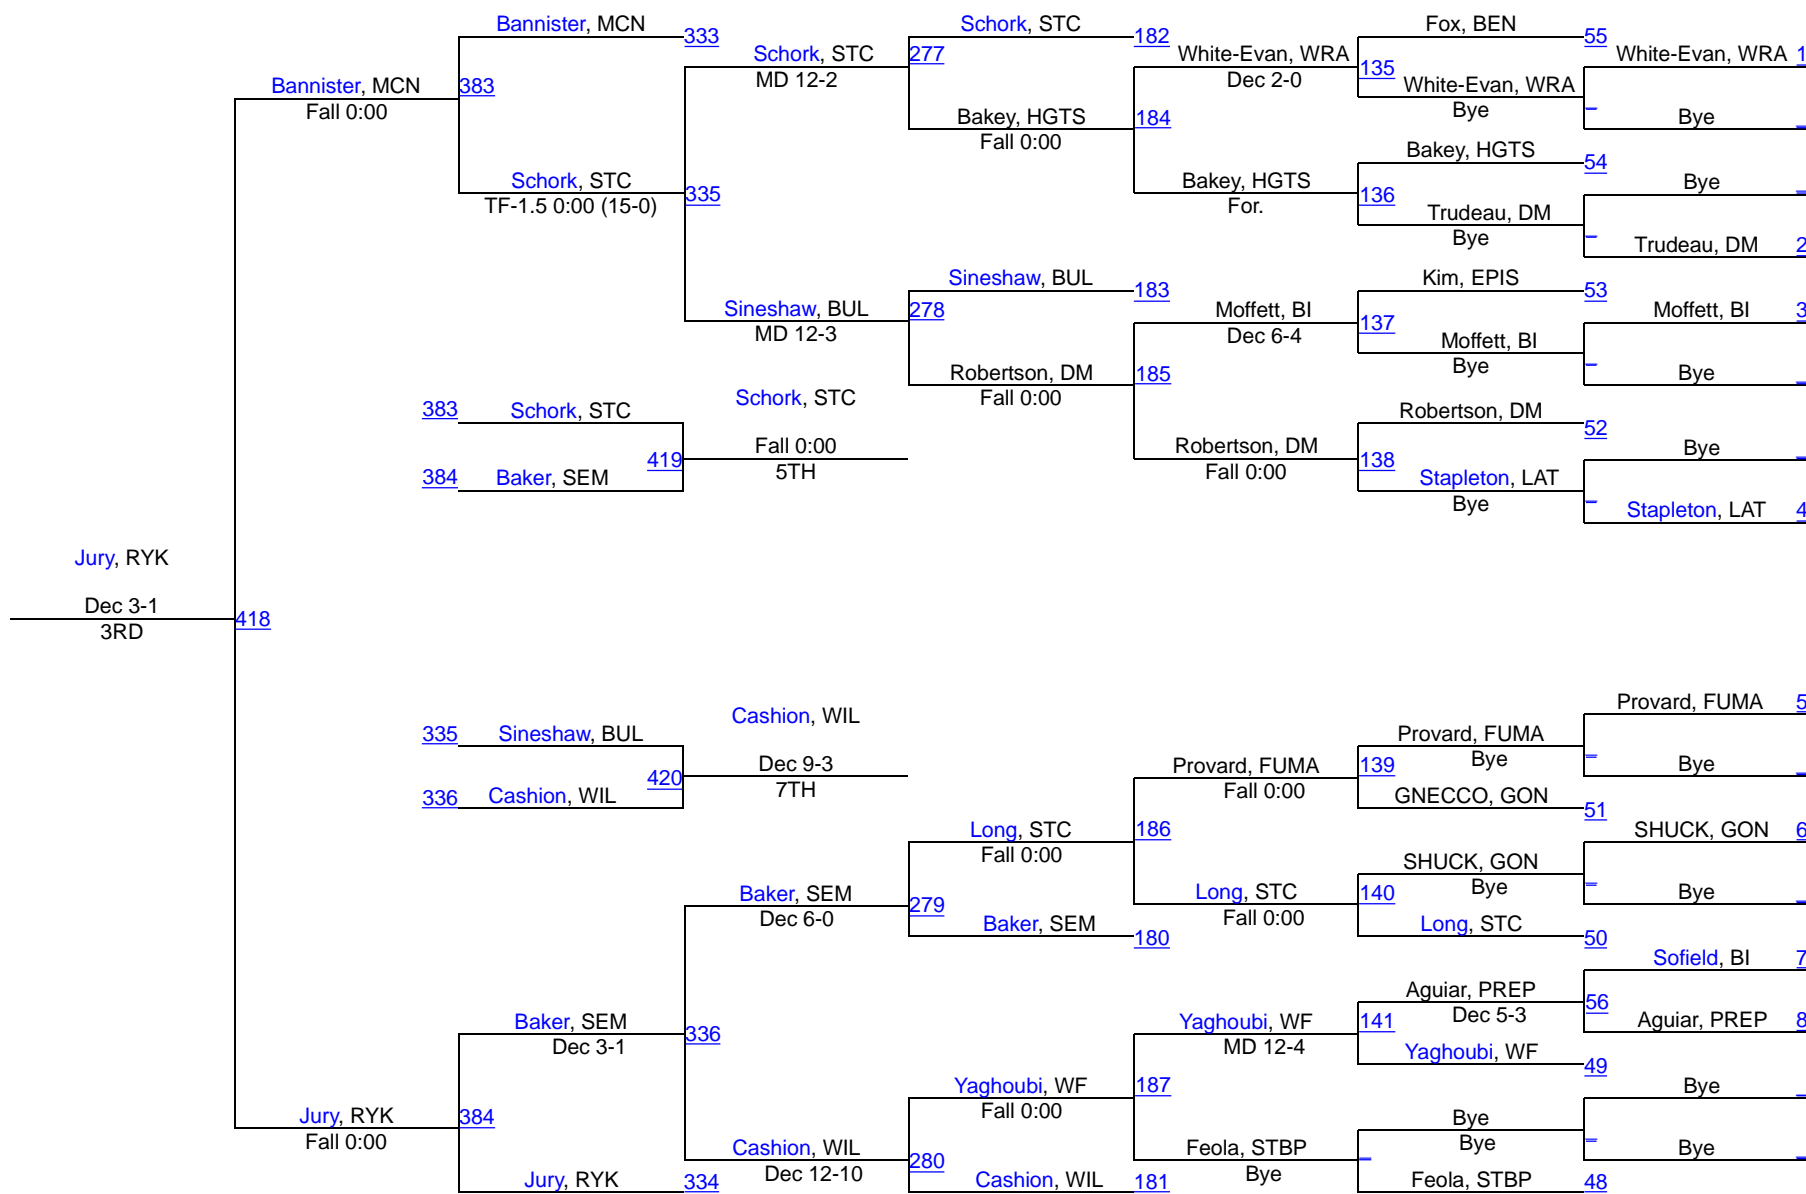 Bannister, MCN
333
Schork, STC
182
Fox, BEN
55
Schork, STC
MD 12-2
277
White-Evan, WRA
Dec 2-0
135
White-Evan, WRA
1
Bannister, MCN
Fall 0:00
383
White-Evan, WRA
Bye
Bakey, HGTS
Fall 0:00
184
Bye
Bakey, HGTS
54
Schork, STC
TF-1.5 0:00 (15-0)
335
Bakey, HGTS
For.
136
Bye
Trudeau, DM
Bye
Trudeau, DM
2
Sineshaw, BUL
183
Kim, EPIS
53
Sineshaw, BUL
MD 12-3
278
Moffett, BI
Dec 6-4
137
Moffett, BI
3
Moffett, BI
Bye
Robertson, DM
Fall 0:00
185
Bye
383
Schork, STC
Schork, STC
Robertson, DM
52
Fall 0:00
5TH
419
Robertson, DM
Fall 0:00
138
Bye
384
Baker, SEM
Stapleton, LAT
Bye
Stapleton, LAT
4
Jury, RYK
Dec 3-1
3RD
418
Cashion, WIL
Provard, FUMA
5
335
Sineshaw, BUL
Provard, FUMA
Bye
Dec 9-3
7TH
420
Provard, FUMA
Fall 0:00
139
Bye
336
Cashion, WIL
GNECCO, GON
51
Long, STC
Fall 0:00
186
SHUCK, GON
6
SHUCK, GON
Bye
Baker, SEM
Dec 6-0
279
Long, STC
Fall 0:00
140
Bye
Baker, SEM
180
Long, STC
50
Sofield, BI
7
Aguiar, PREP
Dec 5-3
56
Baker, SEM
Dec 3-1
336
Yaghoubi, WF
MD 12-4
141
Aguiar, PREP
8
Yaghoubi, WF
49
Yaghoubi, WF
Fall 0:00
187
Bye
Jury, RYK
Fall 0:00
384
Bye
Bye
Cashion, WIL
Dec 12-10
280
Feola, STBP
Bye
Bye
Jury, RYK
334
Cashion, WIL
181
Feola, STBP
48